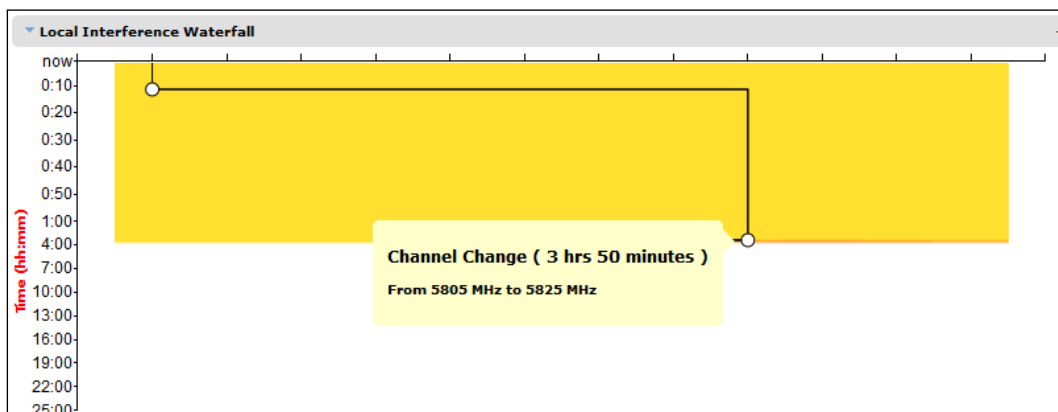 Local Interference Waterfall
now
0:10
0:20
0:30
0:40
0:50
1:00
4:00
7:00
10:00
13:00
16:00
19:00
22:00
25:00
Time (hh:mm)
Channel Change ( 3 hrs 50 minutes )
From 5805 MHz to 5825 MHz